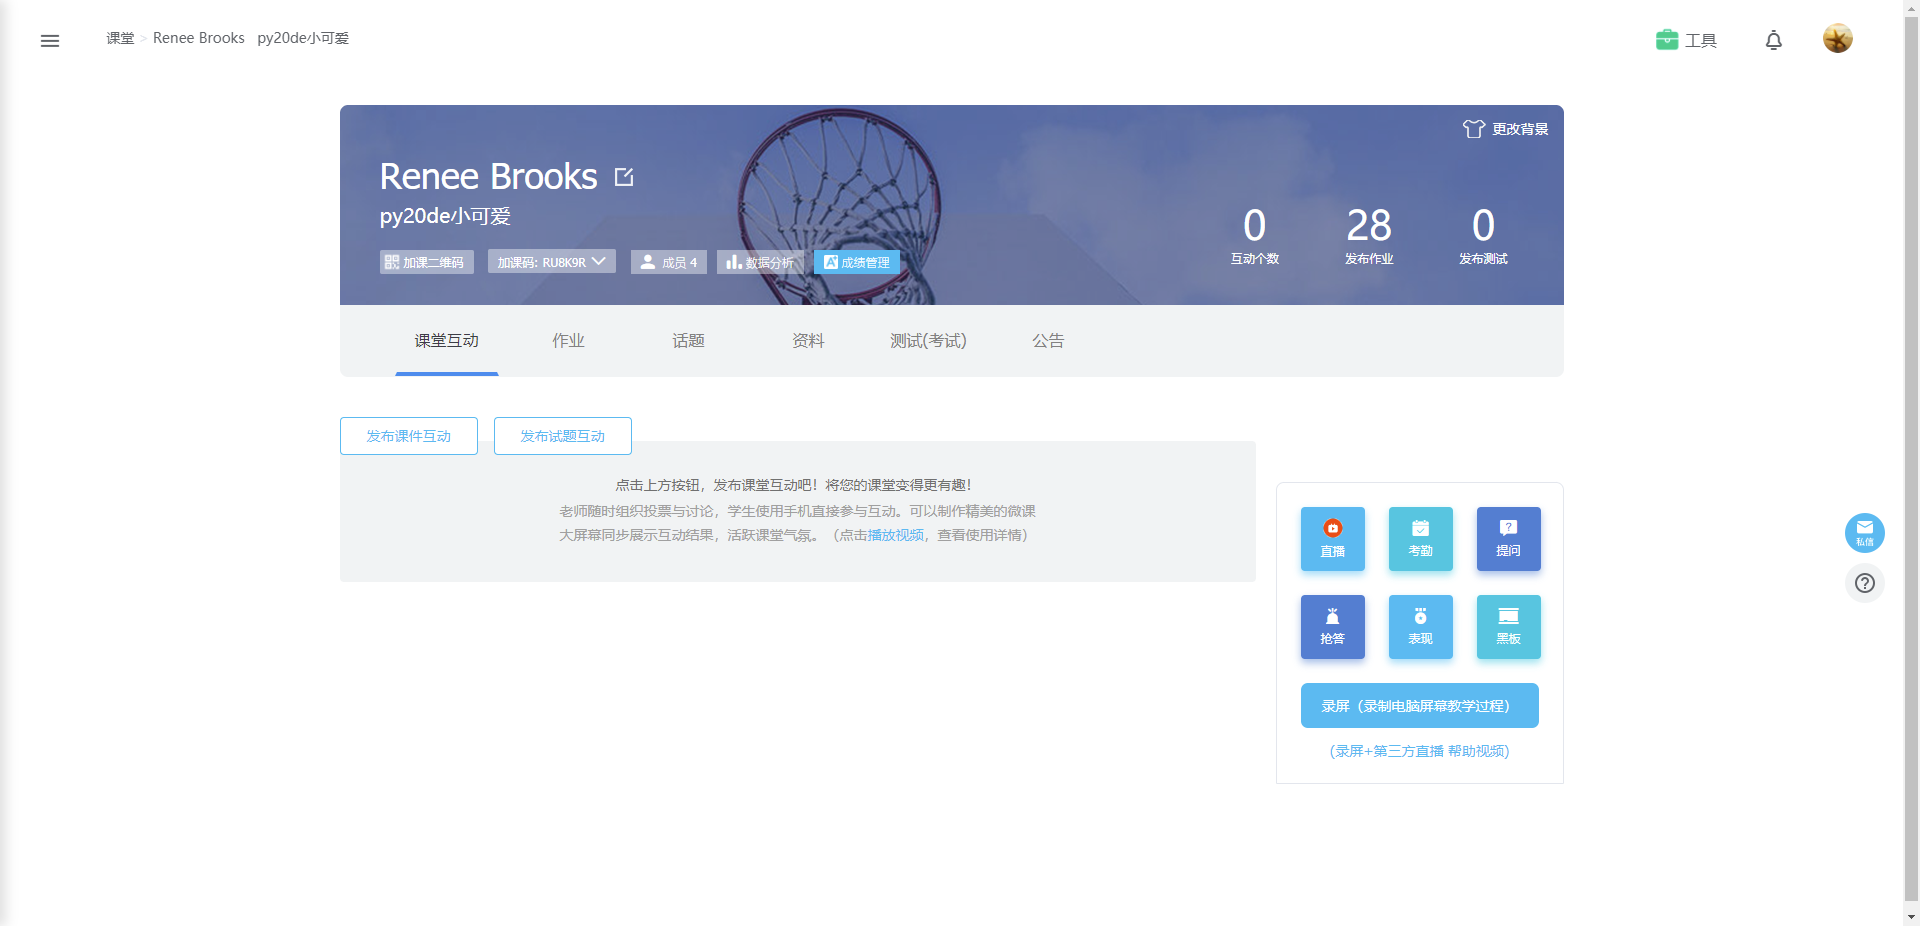 课堂 > Renee Brooks py20de小可爱
工具
更改背景
Renee Brooks
py20de小可爱
加课二维码
加课码: RU8K9R
成员 4
数据分析
成绩管理
0
互动个数
28
发布作业
0
发布测试
课堂互动
作业
话题
资料
测试(考试)
公告
发布课件互动
发布试题互动
点击上方按钮，发布课堂互动吧！将您的课堂变得更有趣！
老师随时组织投票与讨论，学生使用手机直接参与互动。可以制作精美的微课
大屏幕同步展示互动结果，活跃课堂气氛。（点击播放视频，查看使用详情）
直播
考勤
提问
抢答
表现
黑板
录屏（录制电脑屏幕教学过程）
(录屏+第三方直播 帮助视频)
私信